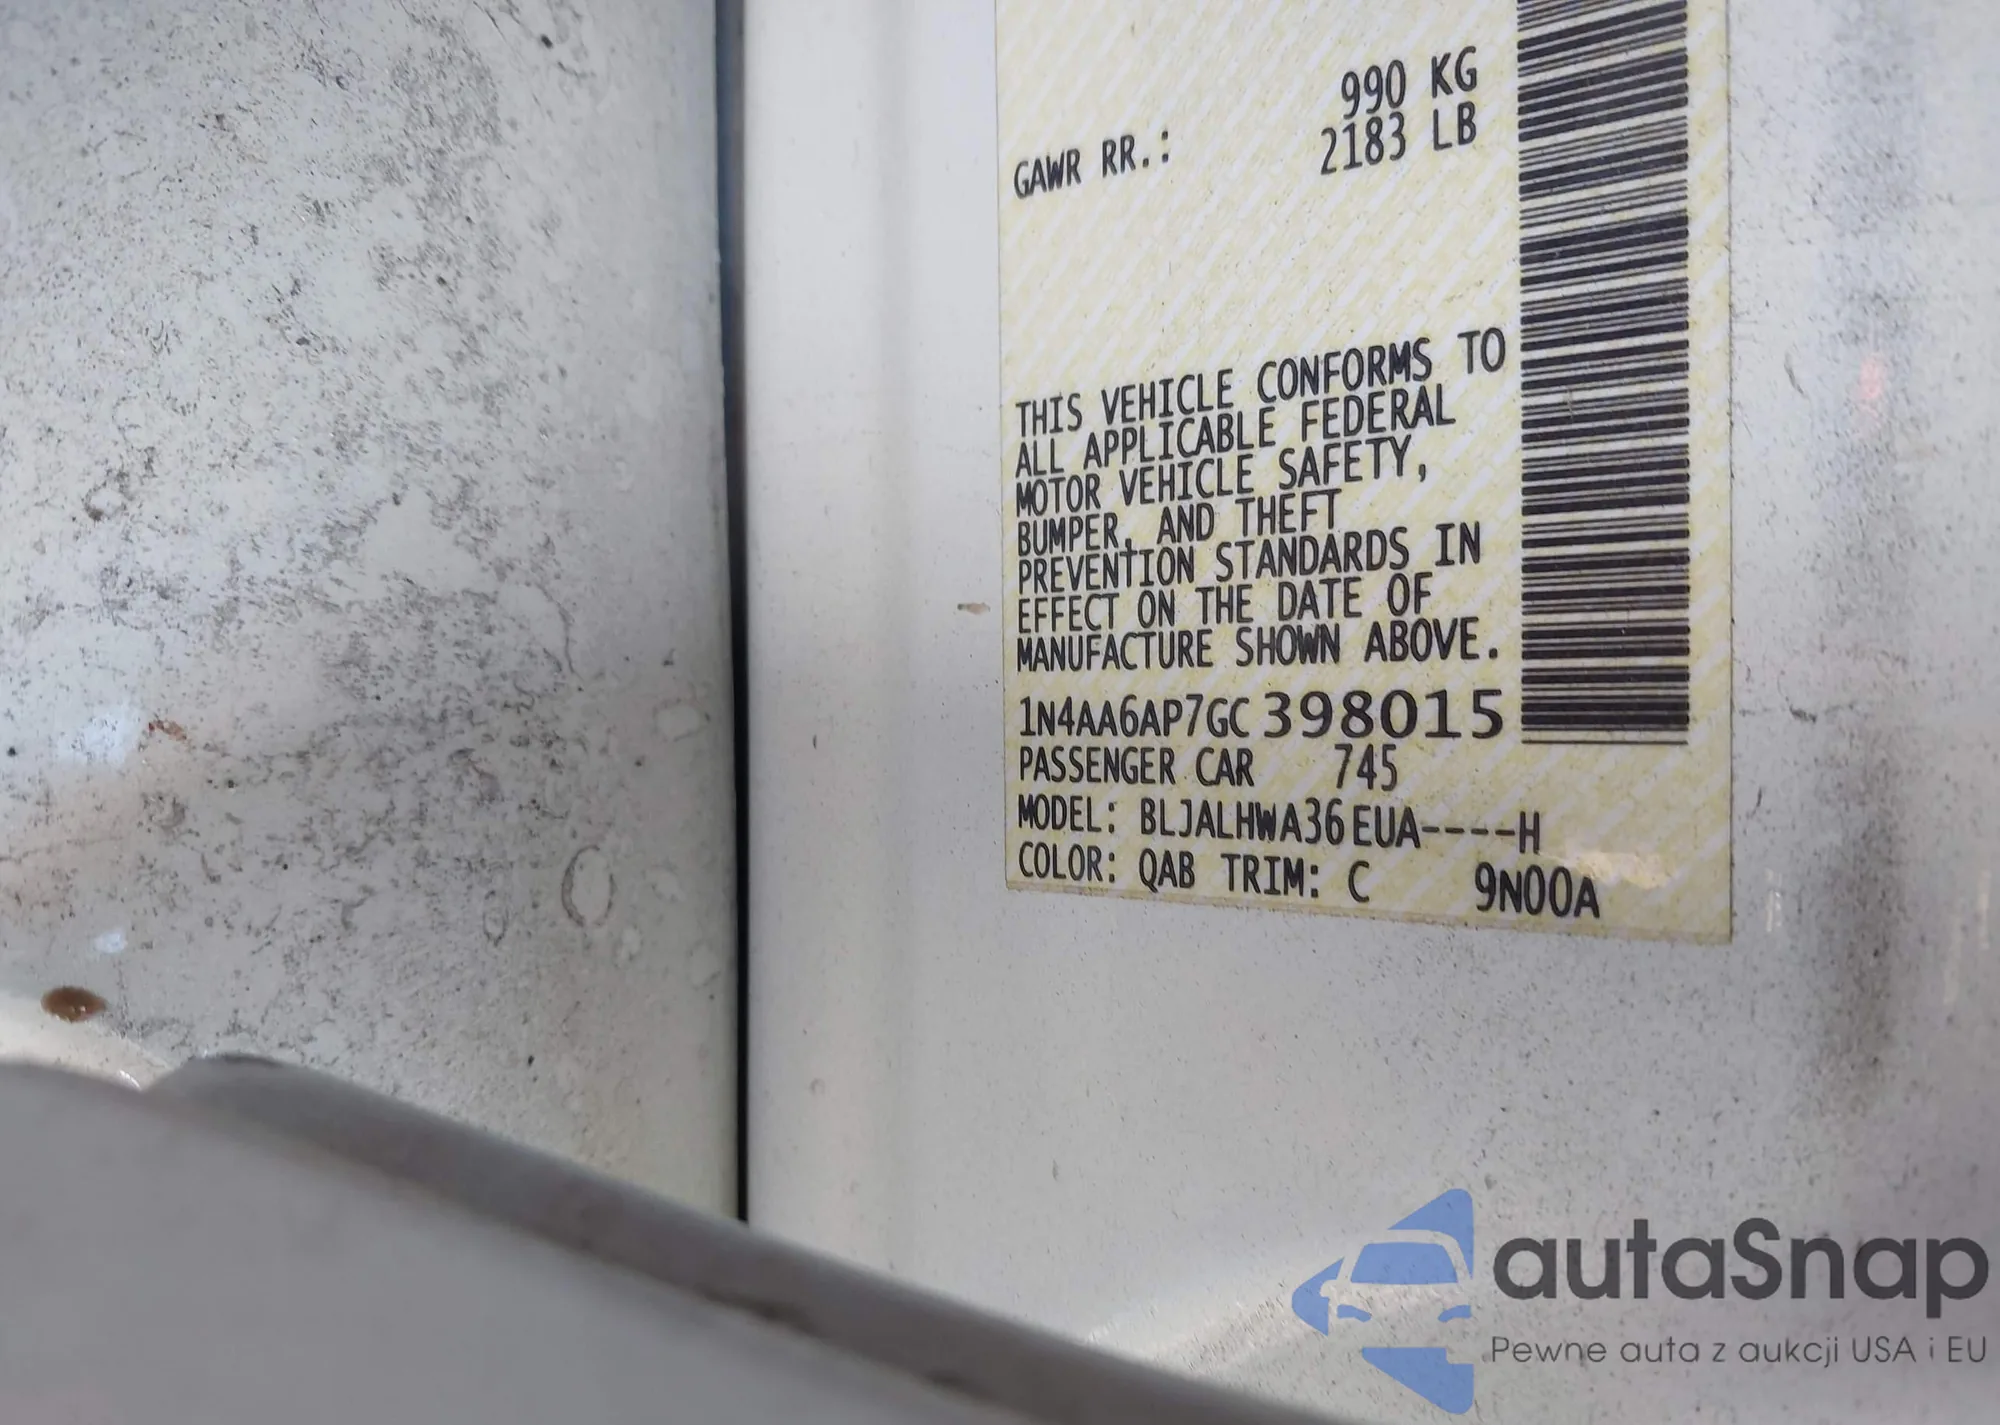 990 KG
GAWR RR.: 2183 LB
THIS VEHICLE CONFORMS TO
ALL APPLICABLE FEDERAL
MOTOR VEHICLE SAFETY,
BUMPER, AND THEFT
PREVENTION STANDARDS IN
EFFECT ON THE DATE OF
MANUFACTURE SHOWN ABOVE.
1N4AA6AP7GC398015
PASSENGER CAR 745
MODEL: BLJALHWA36EUA----H
COLOR: QAB TRIM: C 9N00A
autaSnap
Pewne auta z aukcji USA i EU